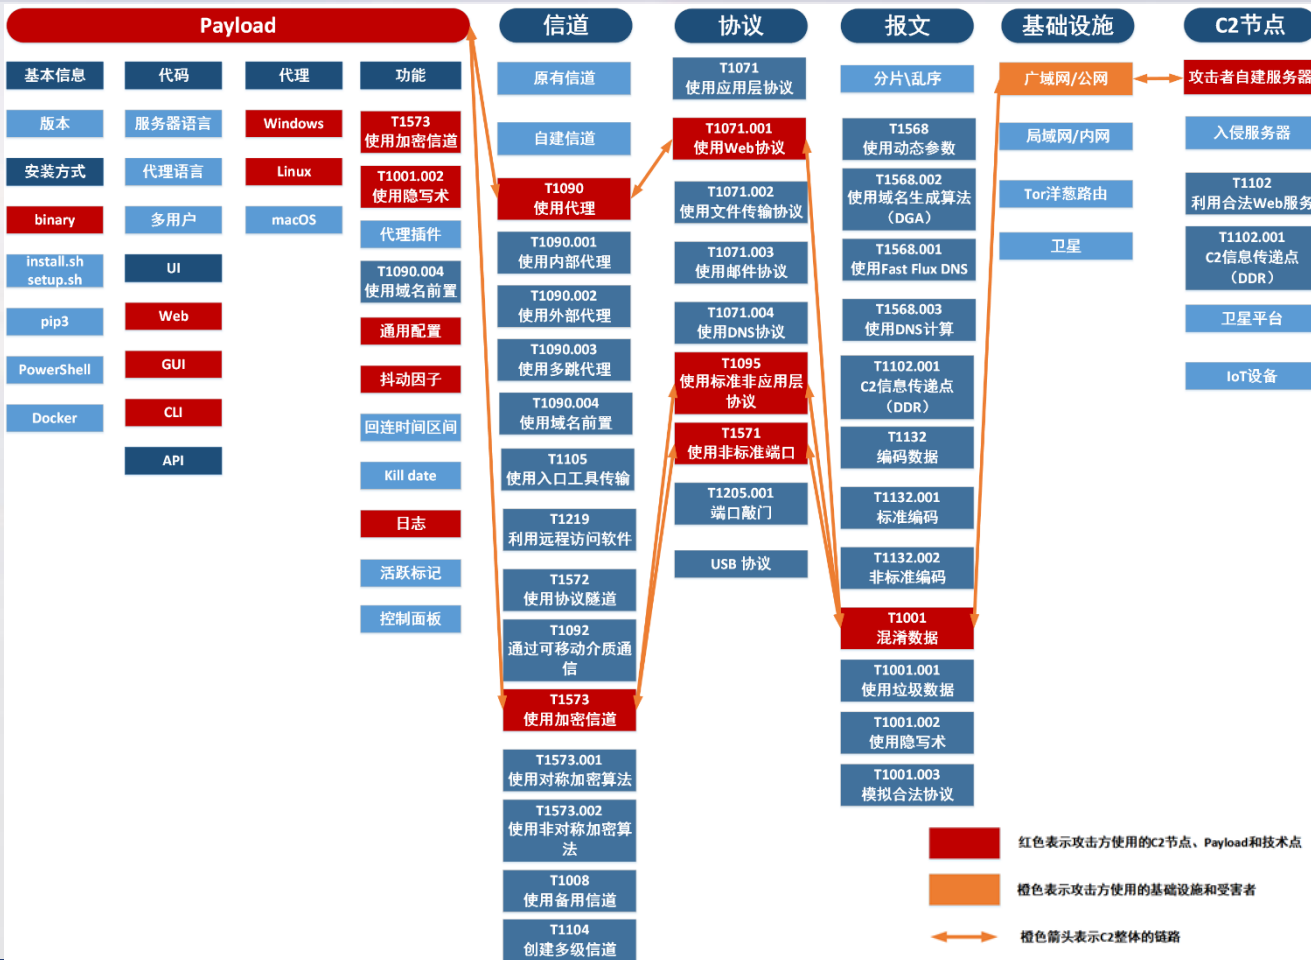 Payload
基本信息
版本
安装方式
binary
install.sh
setup.sh
pip3
PowerShell
Docker
代码
服务器语言
代理语言
多用户
UI
Web
GUI
CLI
API
代理
Windows
Linux
macOS
功能
T1573
使用加密信道
T1001.002
使用隐写术
代理插件
T1090.004
使用域名前置
通用配置
抖动因子
回连时间区间
Kill date
日志
活跃标记
控制面板
信道
原有信道
自建信道
T1090
使用代理
T1090.001
使用内部代理
T1090.002
使用外部代理
T1090.003
使用多跳代理
T1090.004
使用域名前置
T1105
使用入口工具传输
T1219
利用远程访问软件
T1572
使用协议隧道
T1092
通过可移动介质通
信
T1573
使用加密信道
T1573.001
使用对称加密算法
T1573.002
使用非对称加密算
法
T1008
使用备用信道
T1104
创建多级信道
协议
T1071
使用应用层协议
T1071.001
使用Web协议
T1071.002
使用文件传输协议
T1071.003
使用邮件协议
T1071.004
使用DNS协议
T1095
使用标准非应用层
协议
T1571
使用非标准端口
T1205.001
端口敲门
USB 协议
报文
分片\乱序
T1568
使用动态参数
T1568.002
使用域名生成算法
（DGA）
T1568.001
使用Fast Flux DNS
T1568.003
使用DNS计算
T1102.001
C2信息传递点
（DDR）
T1132
编码数据
T1132.001
标准编码
T1132.002
非标准编码
T1001
混淆数据
T1001.001
使用垃圾数据
T1001.002
使用隐写术
T1001.003
模拟合法协议
基础设施
广域网/公网
局域网/内网
Tor洋葱路由
卫星
C2节点
攻击者自建服务器
入侵服务器
T1102
利用合法Web服务
T1102.001
C2信息传递点
（DDR）
卫星平台
IoT设备
红色表示攻击方使用的C2节点、Payload和技术点
橙色表示攻击方使用的基础设施和受害者
橙色箭头表示C2整体的链路